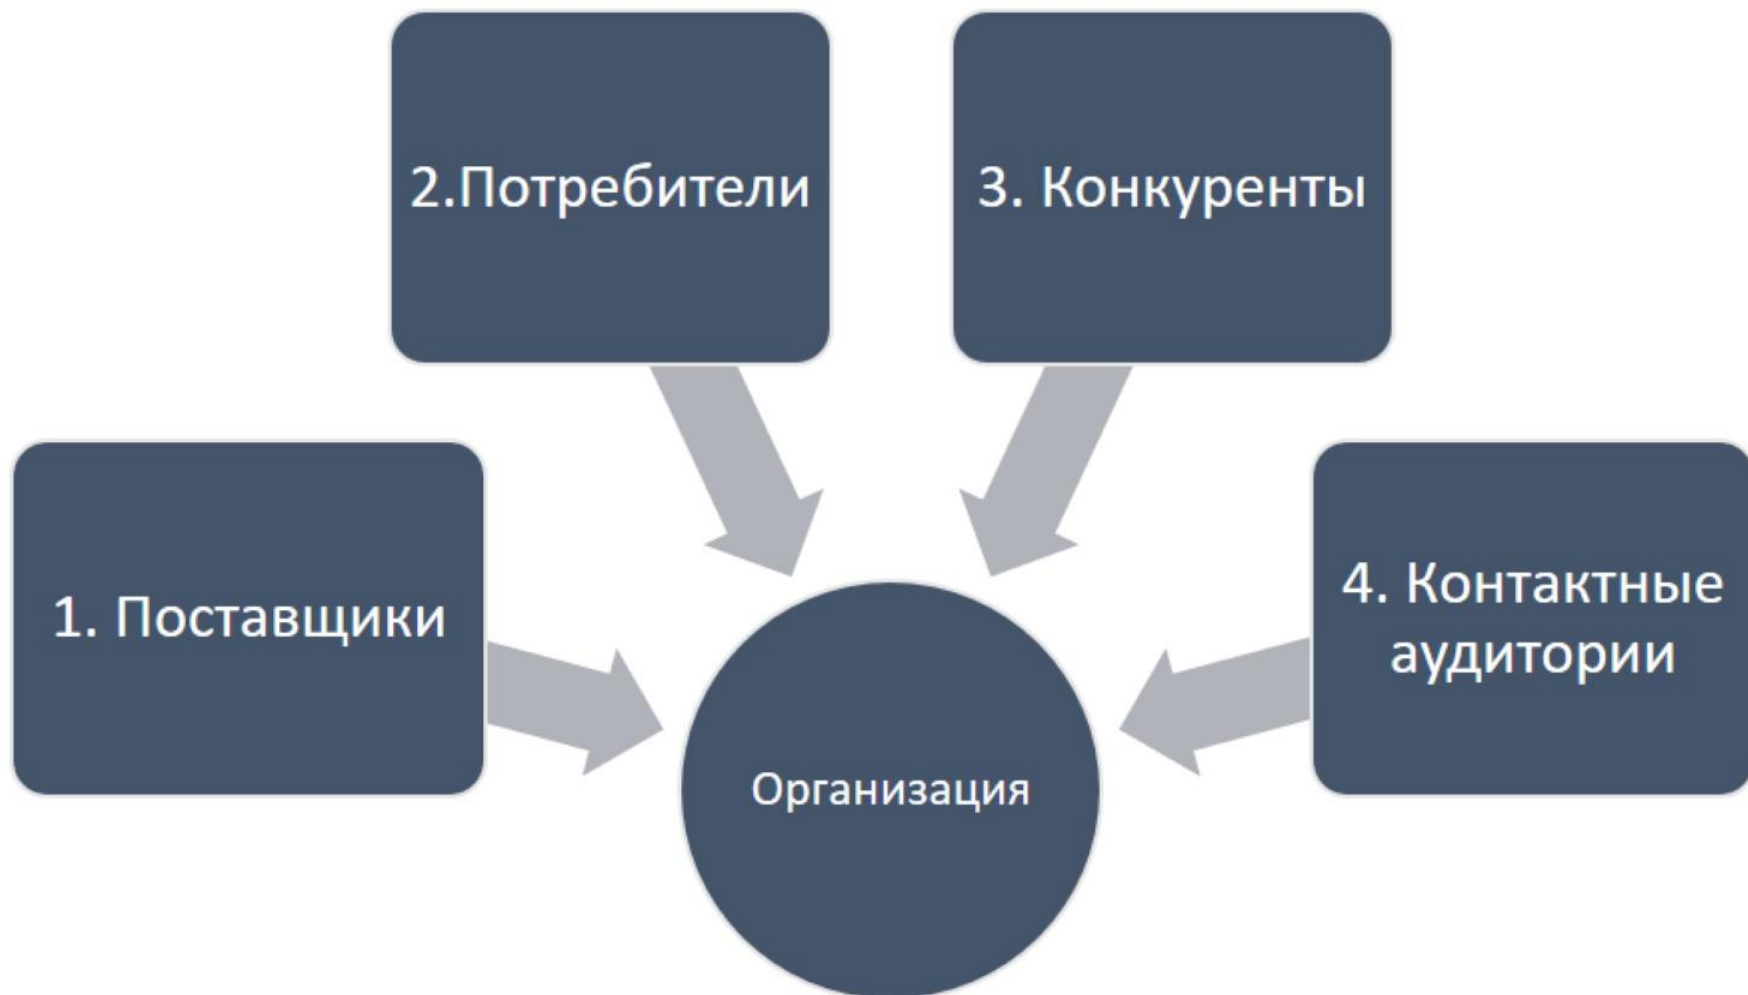 2.Потребители
3. Конкуренты
1. Поставщики
4. Контактные
аудитории
Организация